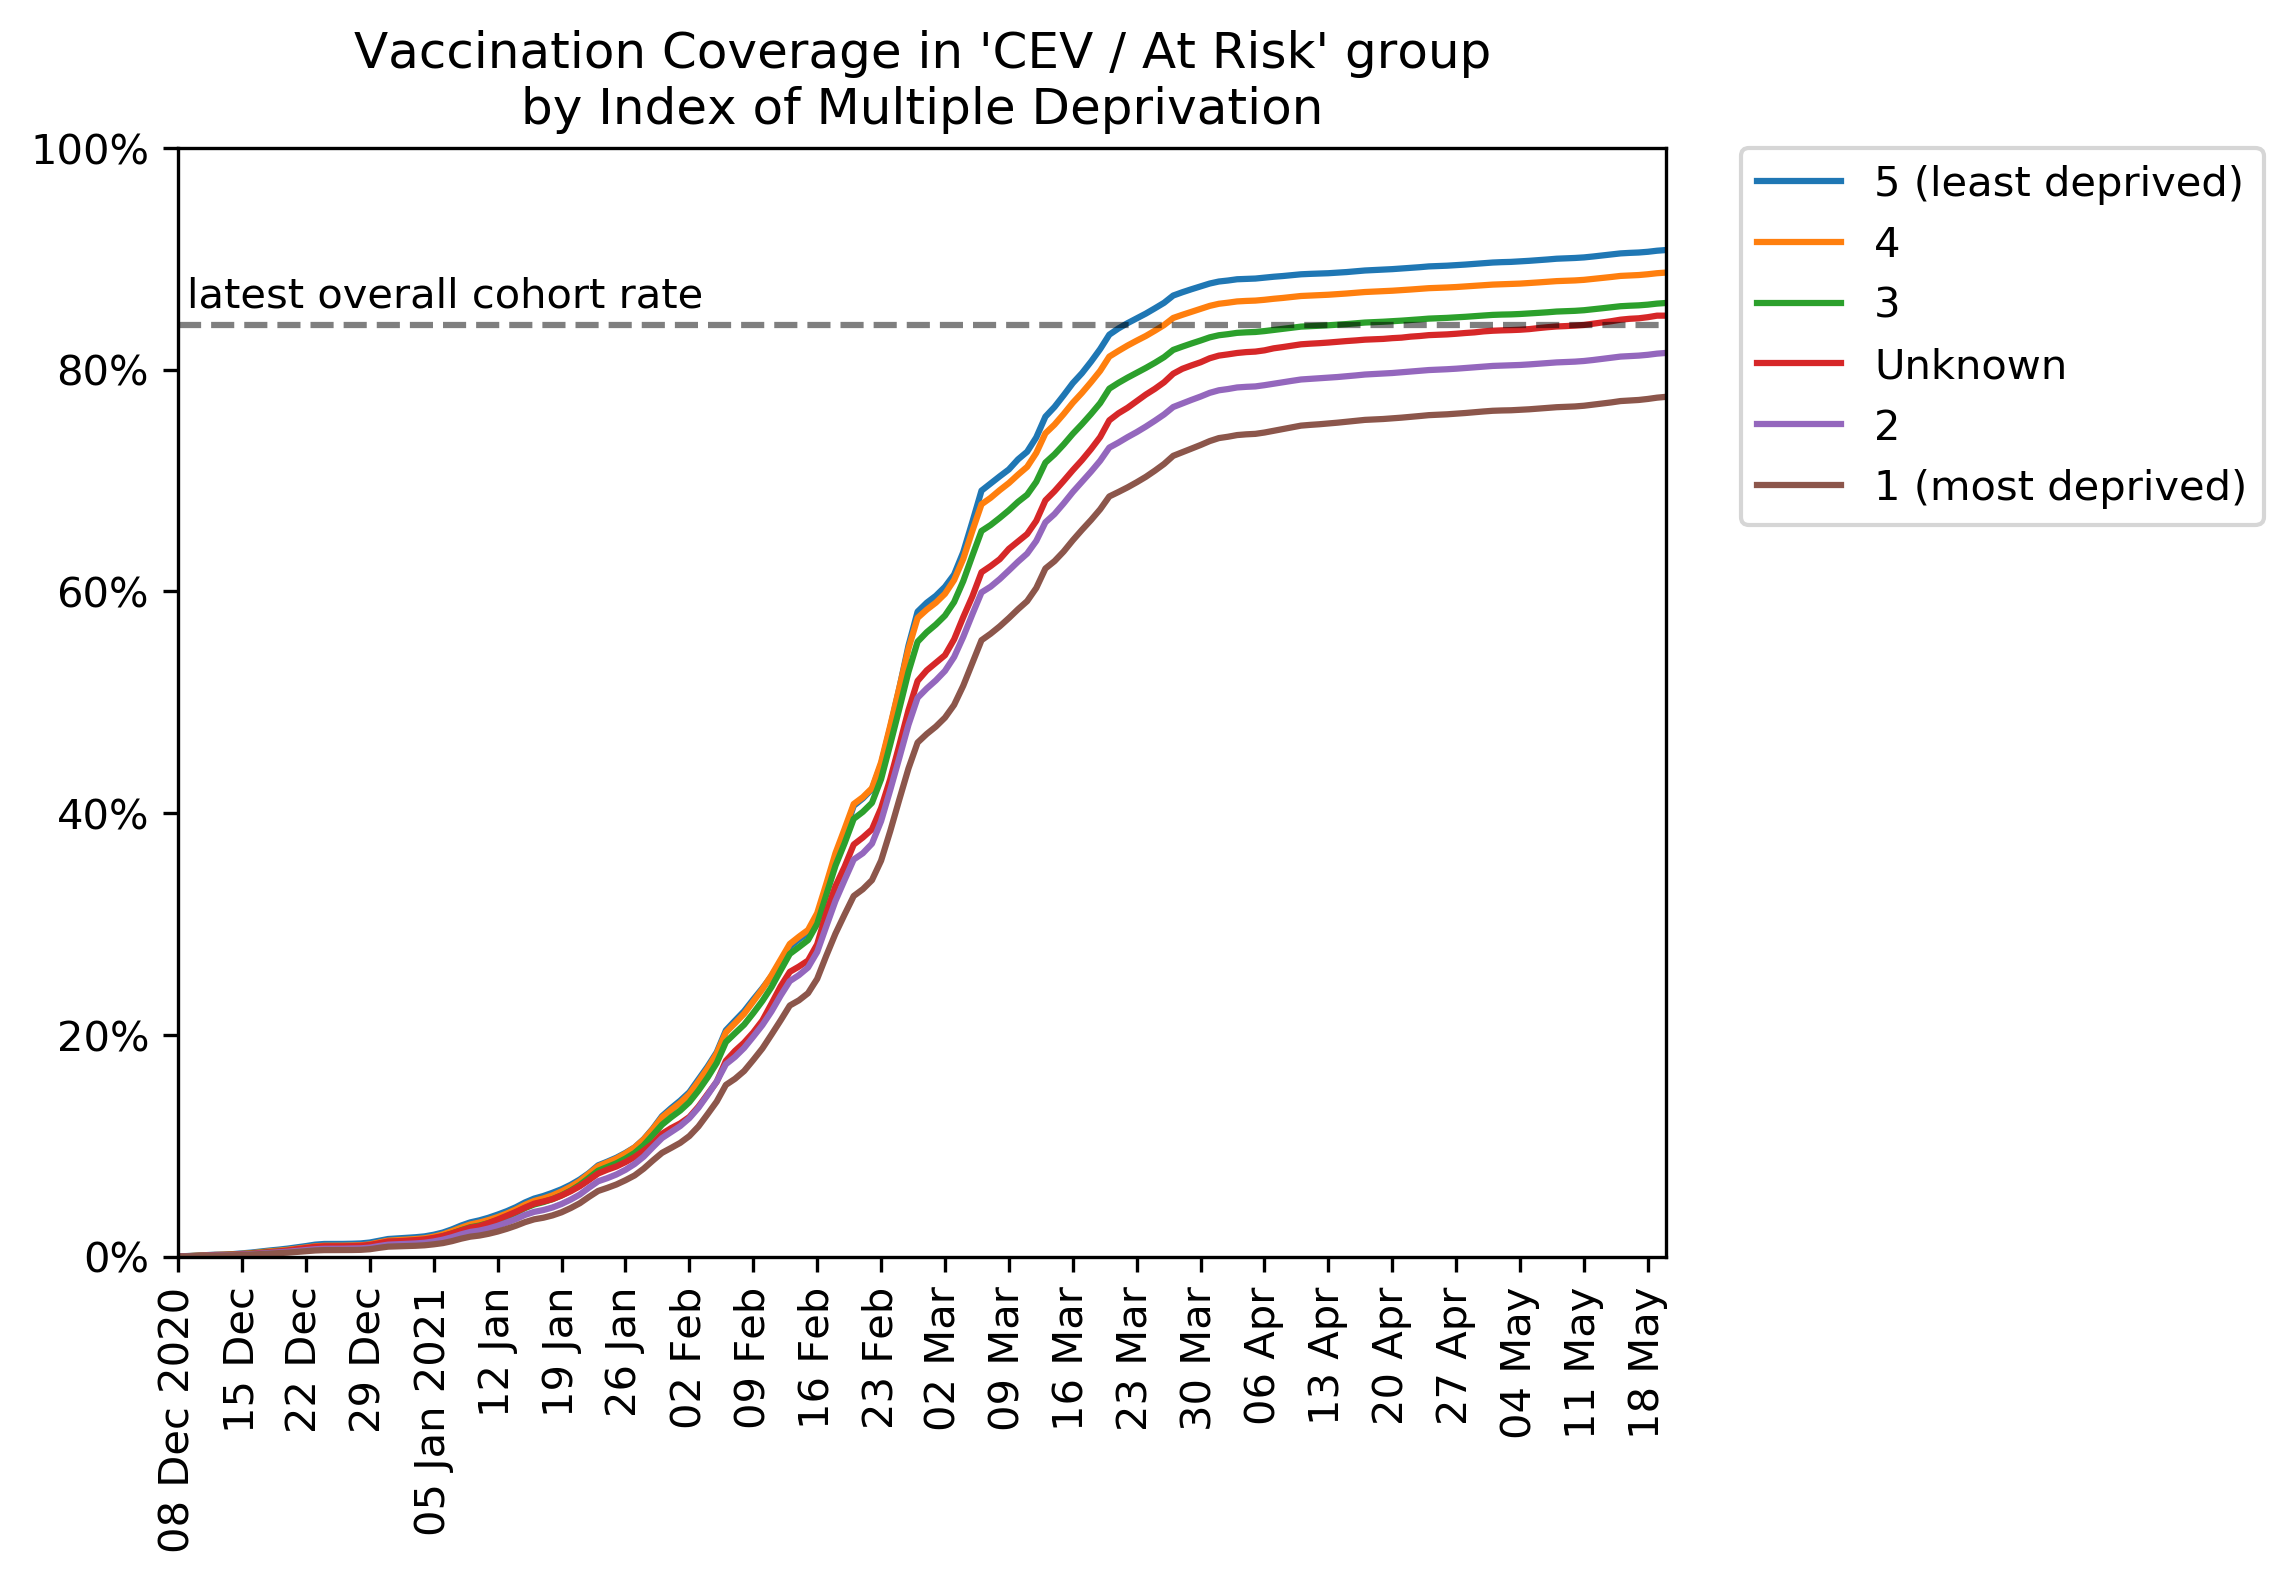 Vaccination Coverage in 'CEV / At Risk' group
by Index of Multiple Deprivation
100%
80%
60%
40%
20%
0%
latest overall cohort rate
5 (least deprived)
4
3
Unknown
2
1 (most deprived)
08 Dec 2020
15 Dec
22 Dec
29 Dec
05 Jan 2021
12 Jan
19 Jan
26 Jan
02 Feb
09 Feb
16 Feb
23 Feb
02 Mar
09 Mar
16 Mar
23 Mar
30 Mar
06 Apr
13 Apr
20 Apr
27 Apr
04 May
11 May
18 May